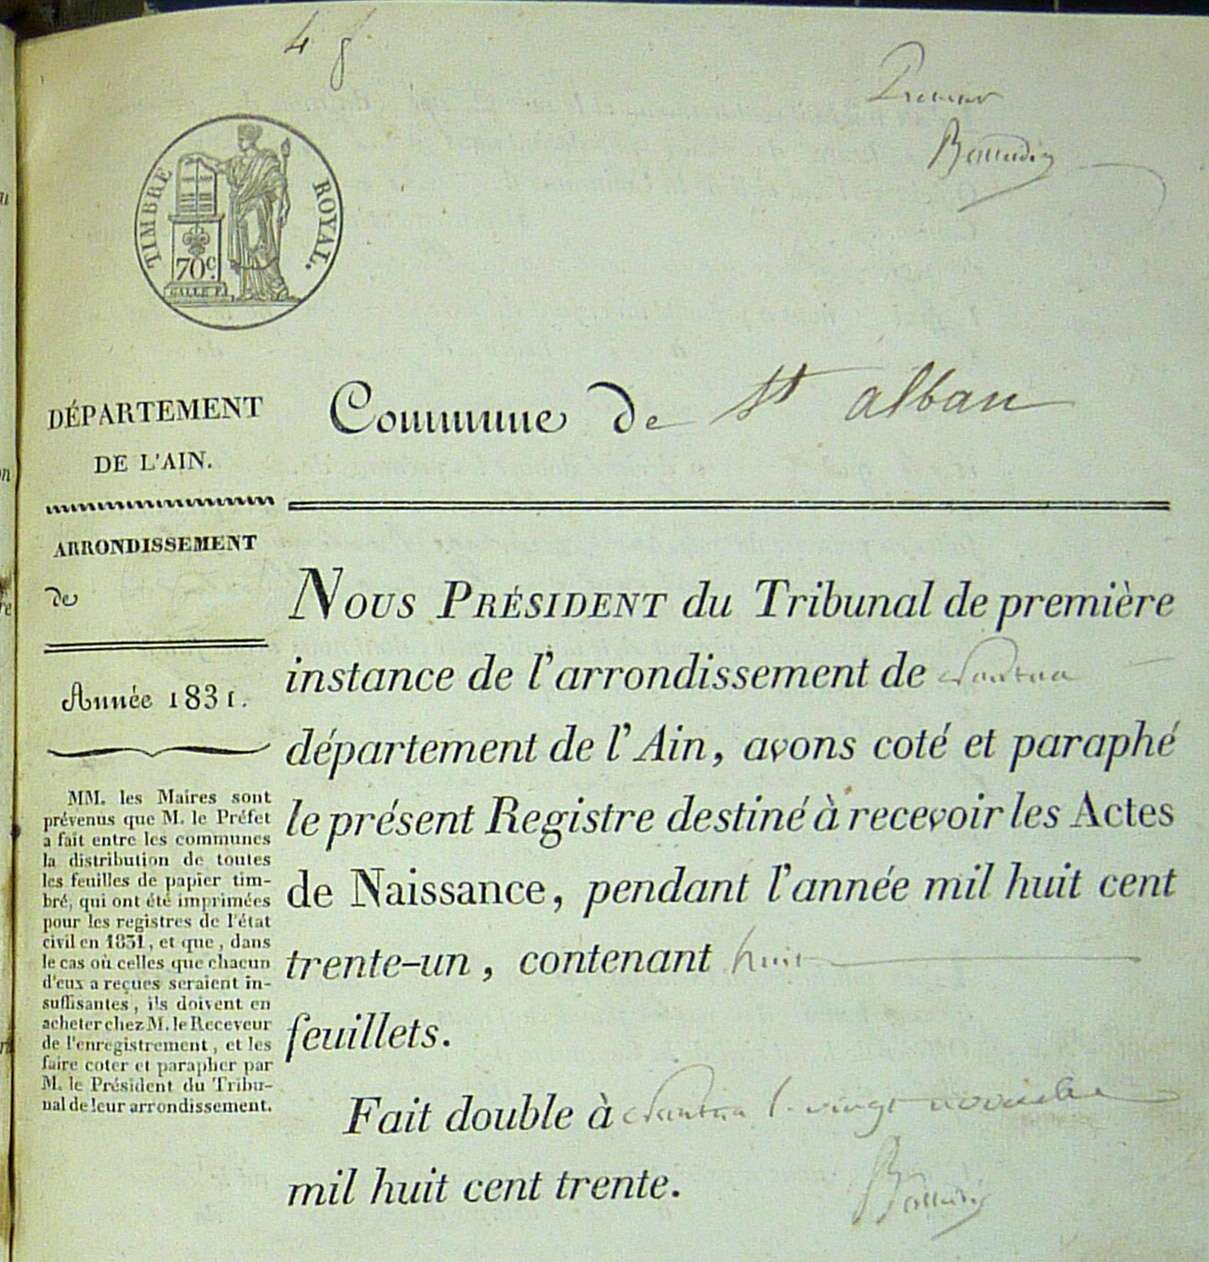 4 f
Premier
TIMBRE ROYAL.
70 C.
GALLE F.
DÉPARTEMENT
DE L'AIN.
Commune de St alban
ARRONDISSEMENT
de
Année 1831.
MM. les Maires sont
prévenus que M. le Préfet
a fait entre les communes
la distribution de toutes
les feuilles de papier tim-
bré, qui ont été imprimées
pour les registres de l'état
civil en 1831, et que, dans
le cas où celles que chacun
d'eux a reçues seraient in-
suffisantes, ils doivent en
acheter chez M. le Receveur
de l'enregistrement, et les
faire coter et parapher par
M. le Président du Tribu-
nal de leur arrondissement.
NOUS PRÉSIDENT du Tribunal de première
instance de l'arrondissement de Nantua
département de l'Ain, avons coté et paraphé
le présent Registre destiné à recevoir les Actes
de Naissance, pendant l'année mil huit cent
trente-un, contenant huit
feuillets.
Fait double à Nantua le vingt novembre
mil huit cent trente.